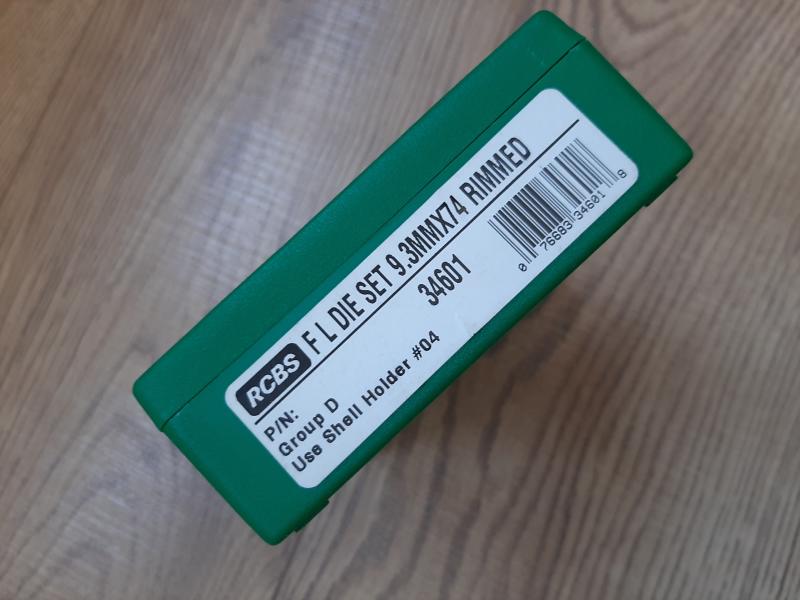 RCBS F L DIE SET 9.3MMX74 RIMMED
P/N: 34601
Group D
Use Shell Holder #04
0 76683 34601 8